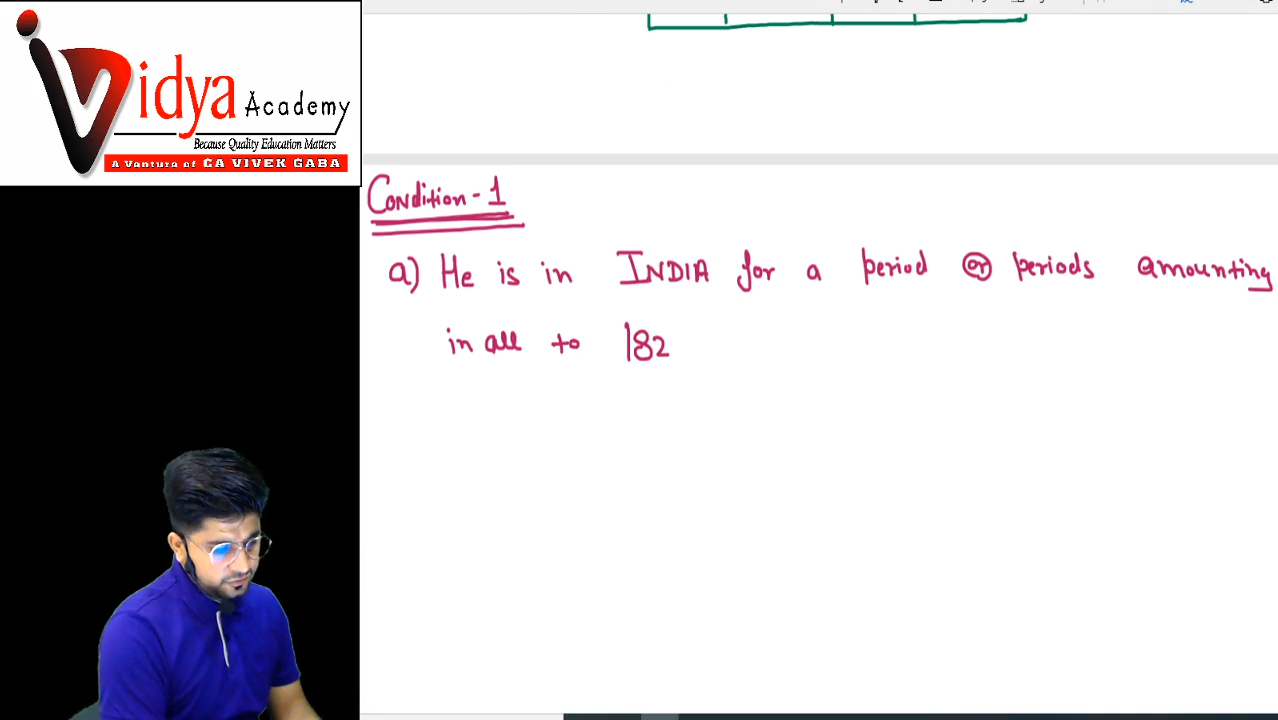 Vidya Academy
Because Quality Education Matters
A Ventura of CA VIVEK GABA
Condition - 1
a) He is in INDIA for a period or periods amounting
in all to 182